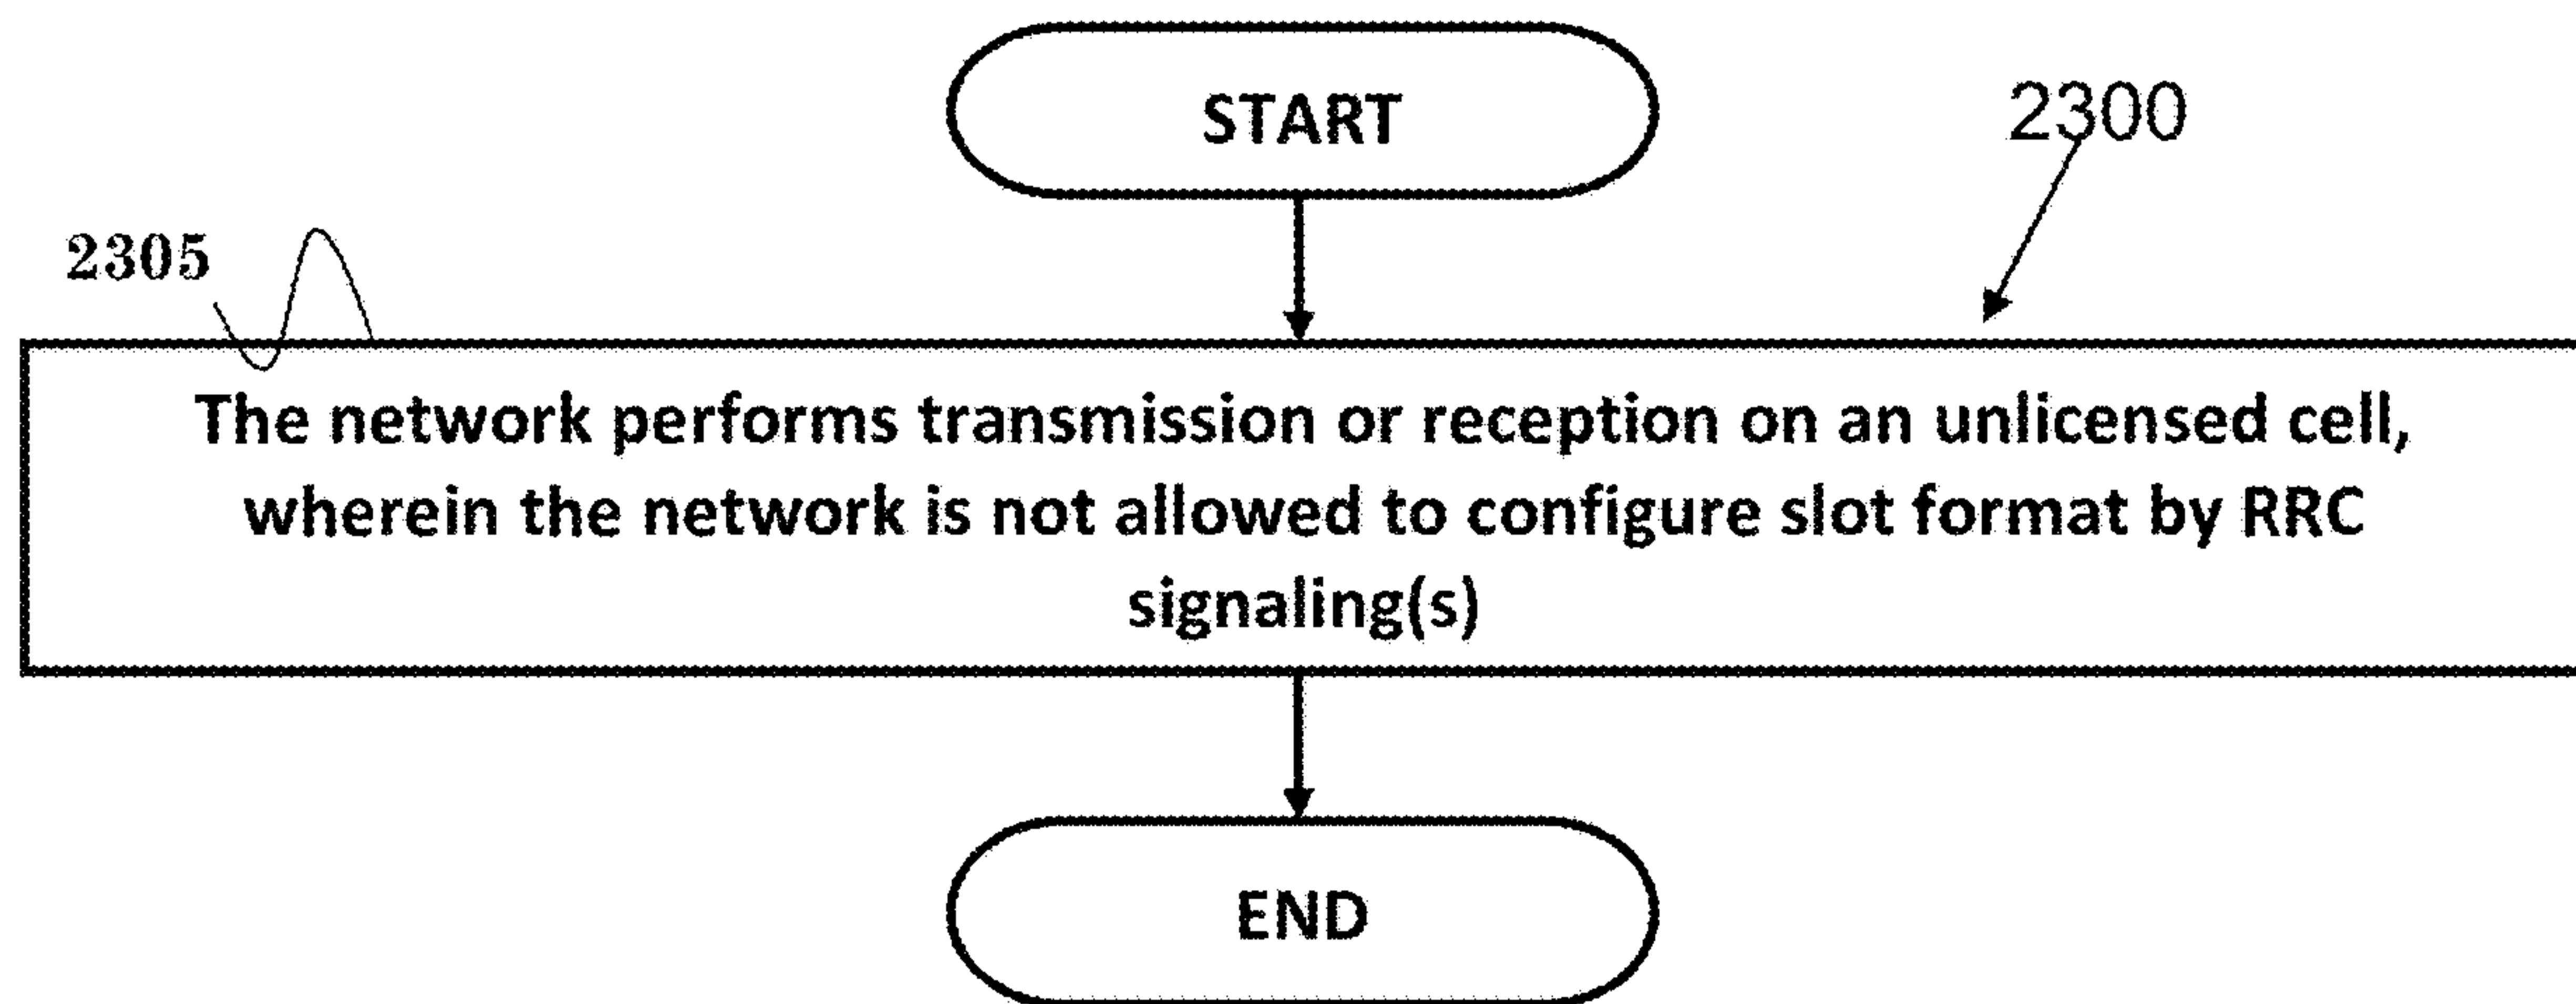 START
2300
2305
The network performs transmission or reception on an unlicensed cell,
wherein the network is not allowed to configure slot format by RRC
signaling(s)
END